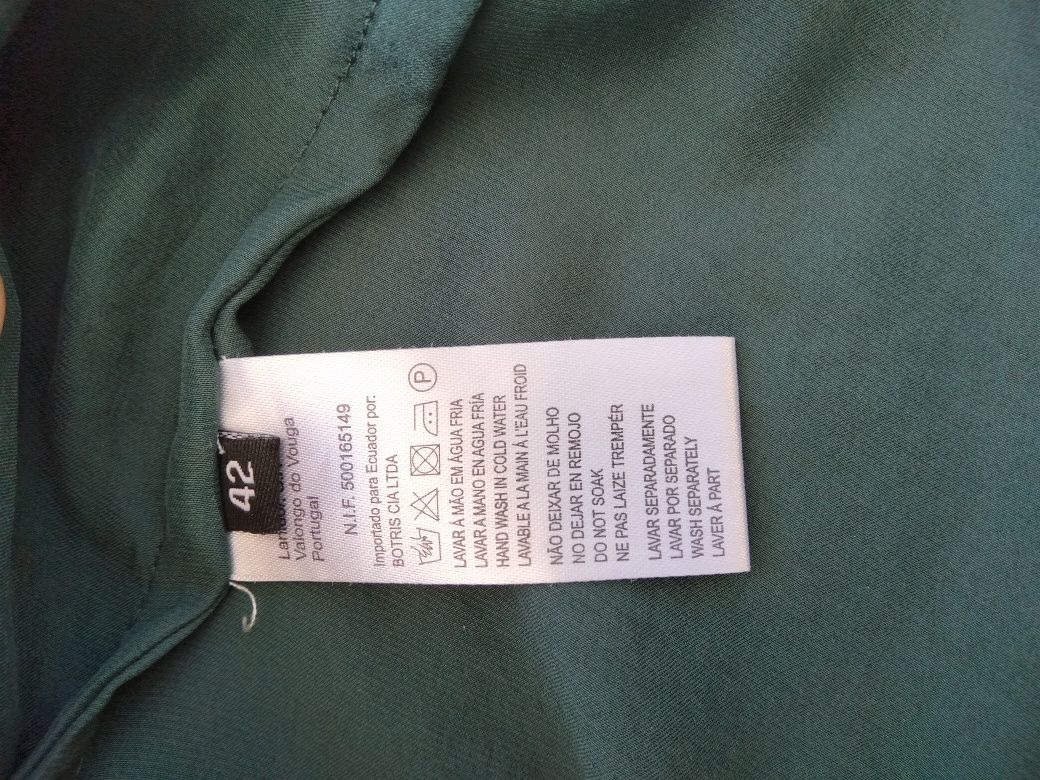 42
Valongo do Vouga
Portugal
N.I.F. 500165149
Importado para Ecuador por:
BOTRIS CIA LTDA
P
LAVAR À MÃO EM ÁGUA FRIA
LAVAR A MANO EN AGUA FRÍA
HAND WASH IN COLD WATER
LAVABLE A LA MAIN À L'EAU FROID
NÃO DEIXAR DE MOLHO
NO DEJAR EN REMOJO
DO NOT SOAK
NE PAS LAIZE TREMPÉR
LAVAR SEPARADAMENTE
LAVAR POR SEPARADO
WASH SEPARATELY
LAVER À PART